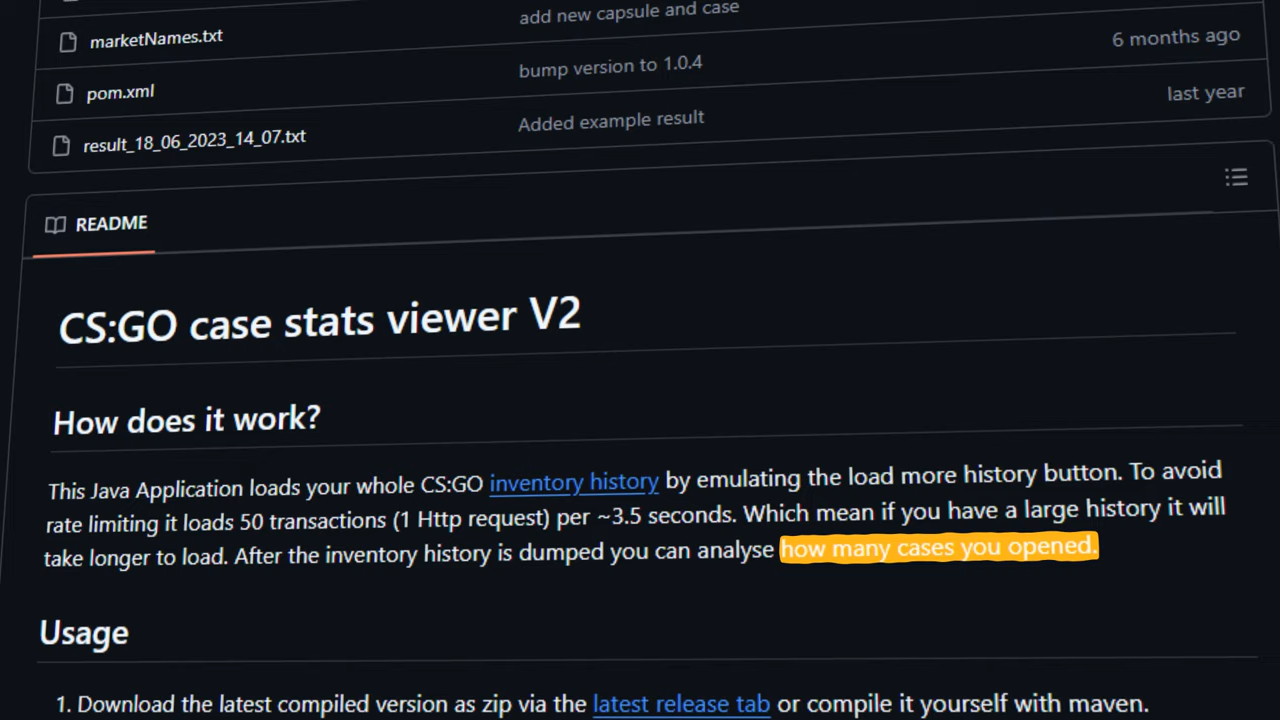 add new capsule and case
marketNames.txt
6 months ago
bump version to 1.0.4
pom.xml
last year
Added example result
result_18_06_2023_14_07.txt
README
CS:GO case stats viewer V2
How does it work?
This Java Application loads your whole CS:GO inventory history by emulating the load more history button. To avoid
rate limiting it loads 50 transactions (1 Http request) per ~3.5 seconds. Which mean if you have a large history it will
take longer to load. After the inventory history is dumped you can analyse how many cases you opened.
Usage
1. Download the latest compiled version as zip via the latest release tab or compile it yourself with maven.